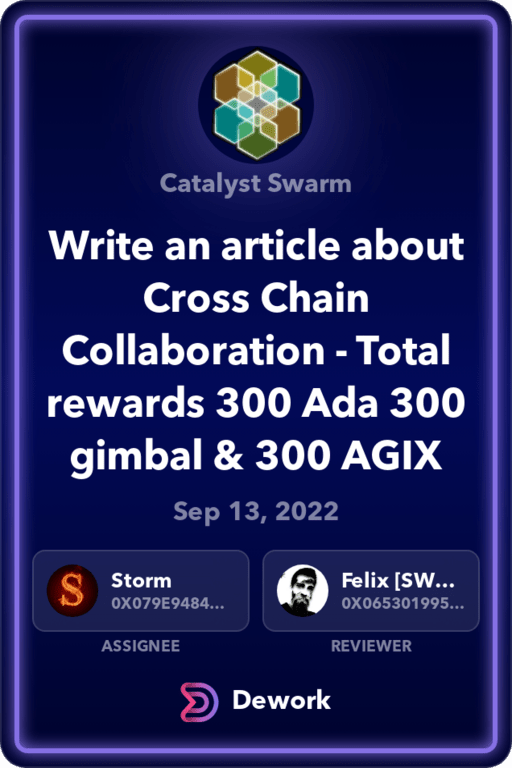 Catalyst Swarm
Write an article about
Cross Chain
Collaboration - Total
rewards 300 Ada 300
gimbal & 300 AGIX
Sep 13, 2022
Storm
0X079E9484...
ASSIGNEE
Felix [SW...
0X065301995...
REVIEWER
Dework